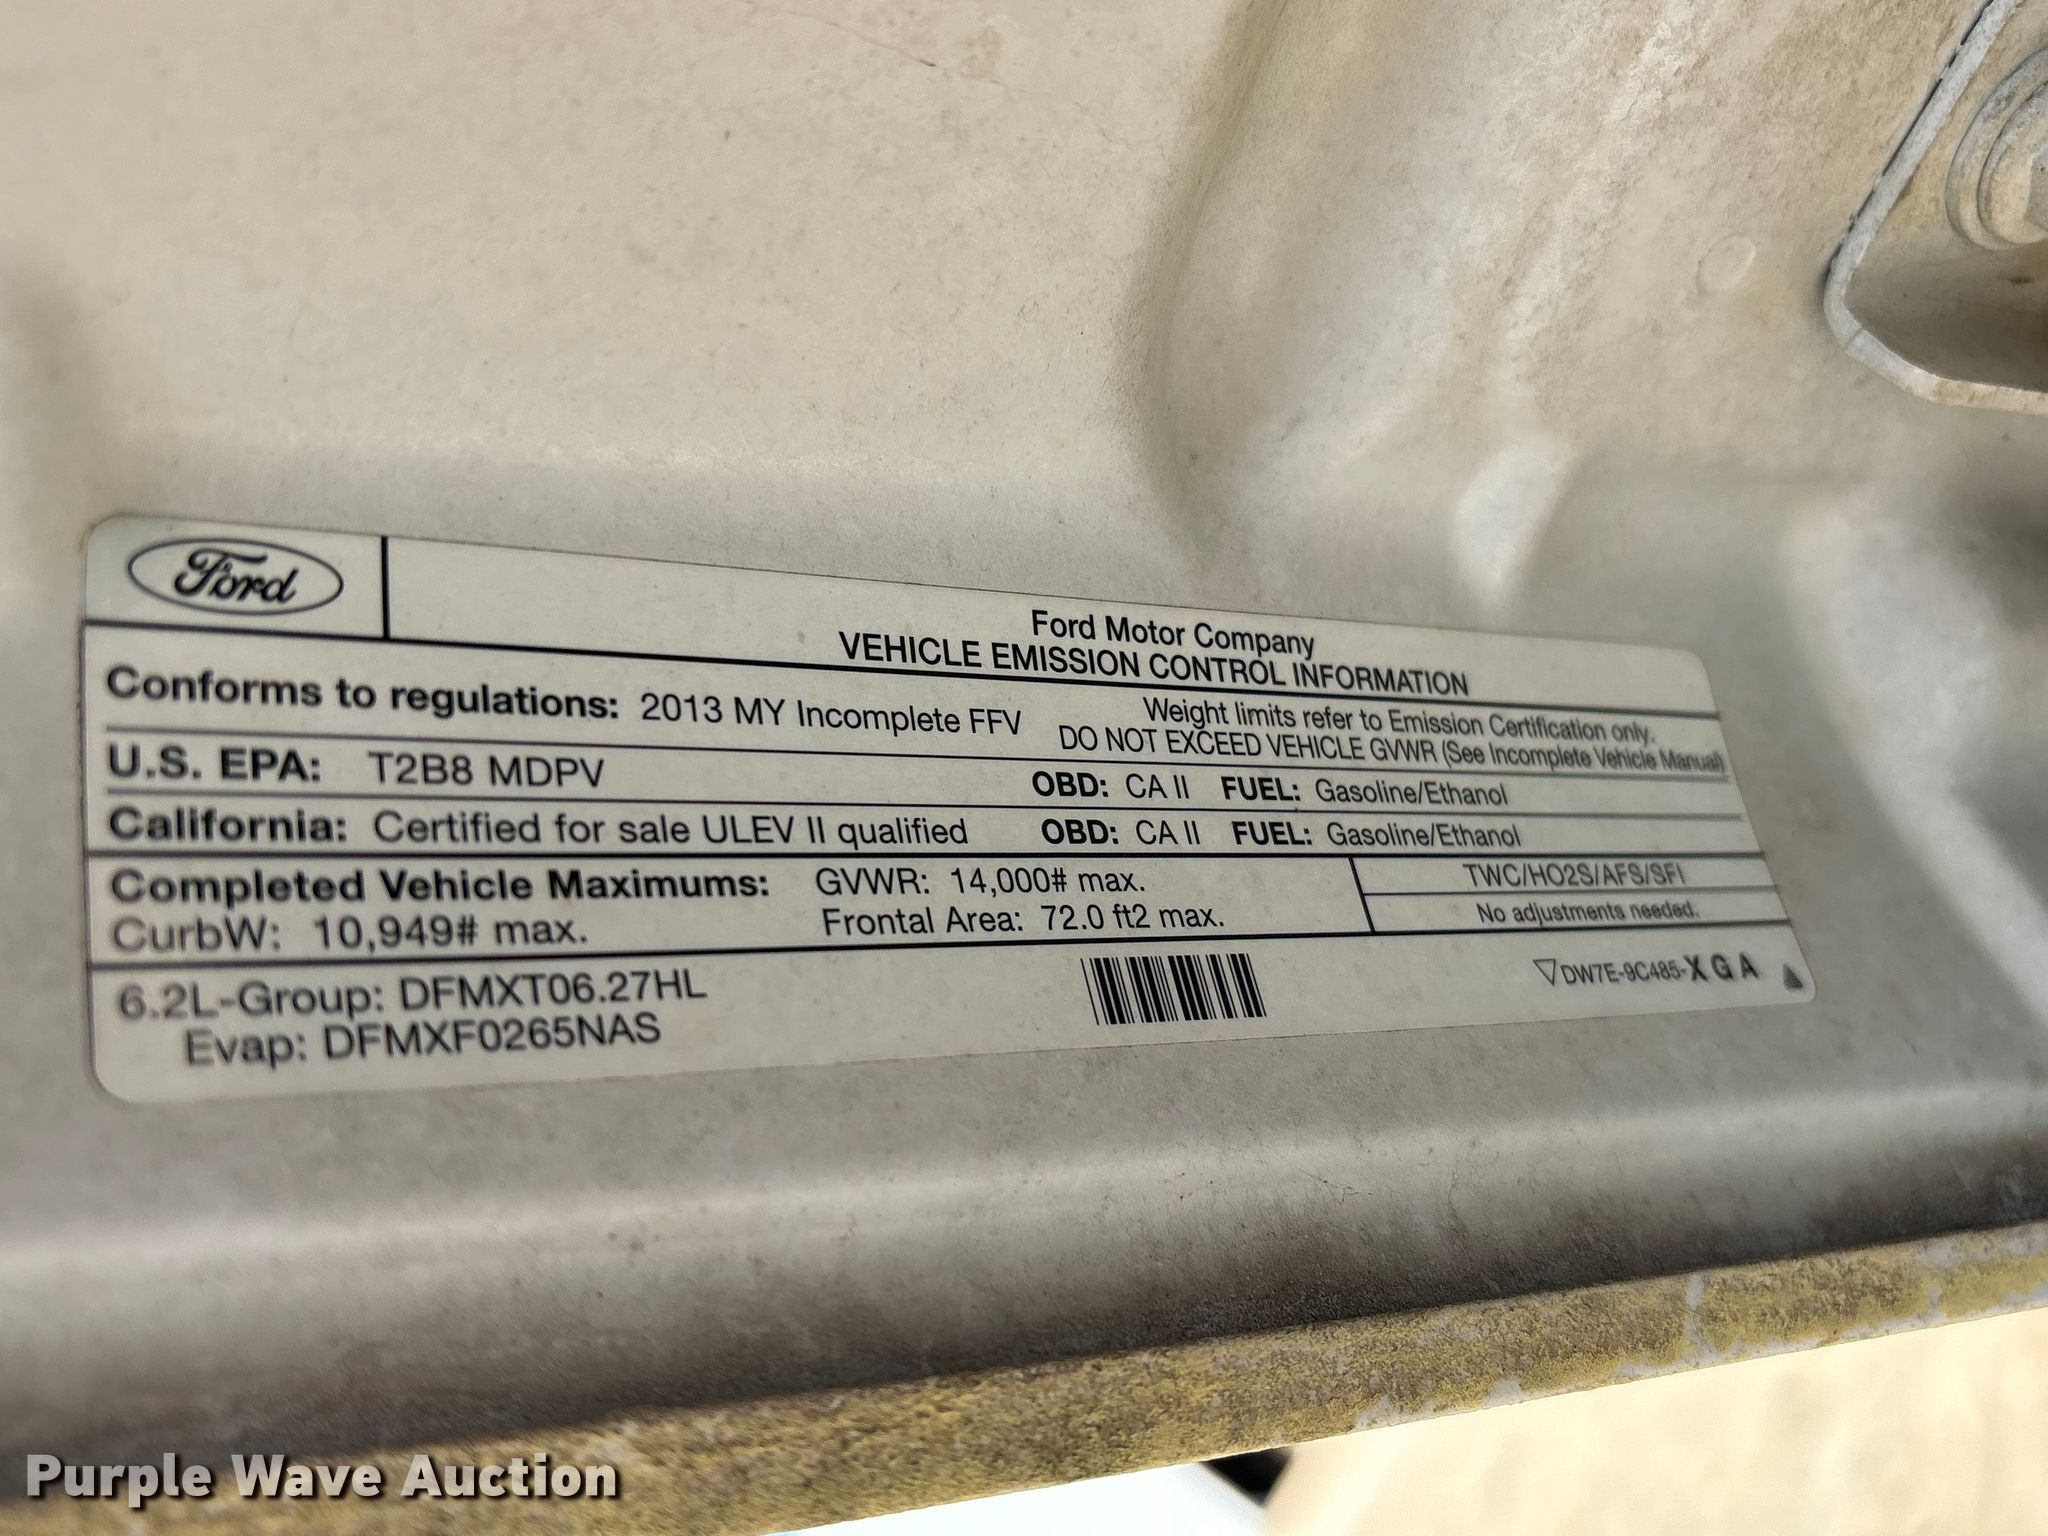 Ford
Ford Motor Company
VEHICLE EMISSION CONTROL INFORMATION
Conforms to regulations: 2013 MY Incomplete FFV
Weight limits refer to Emission Certification only.
DO NOT EXCEED VEHICLE GVWR (See Incomplete Vehicle Manual)
U.S. EPA: T2B8 MDPV OBD: CA II FUEL: Gasoline/Ethanol
California: Certified for sale ULEV II qualified OBD: CA II FUEL: Gasoline/Ethanol
Completed Vehicle Maximums: GVWR: 14,000# max.
CurbW: 10,949# max. Frontal Area: 72.0 ft2 max.
TWC/HO2S/AFS/SFI
No adjustments needed.
6.2L-Group: DFMXT06.27HL
Evap: DFMXF0265NAS
DW7E-9C485-XGA
Purple Wave Auction